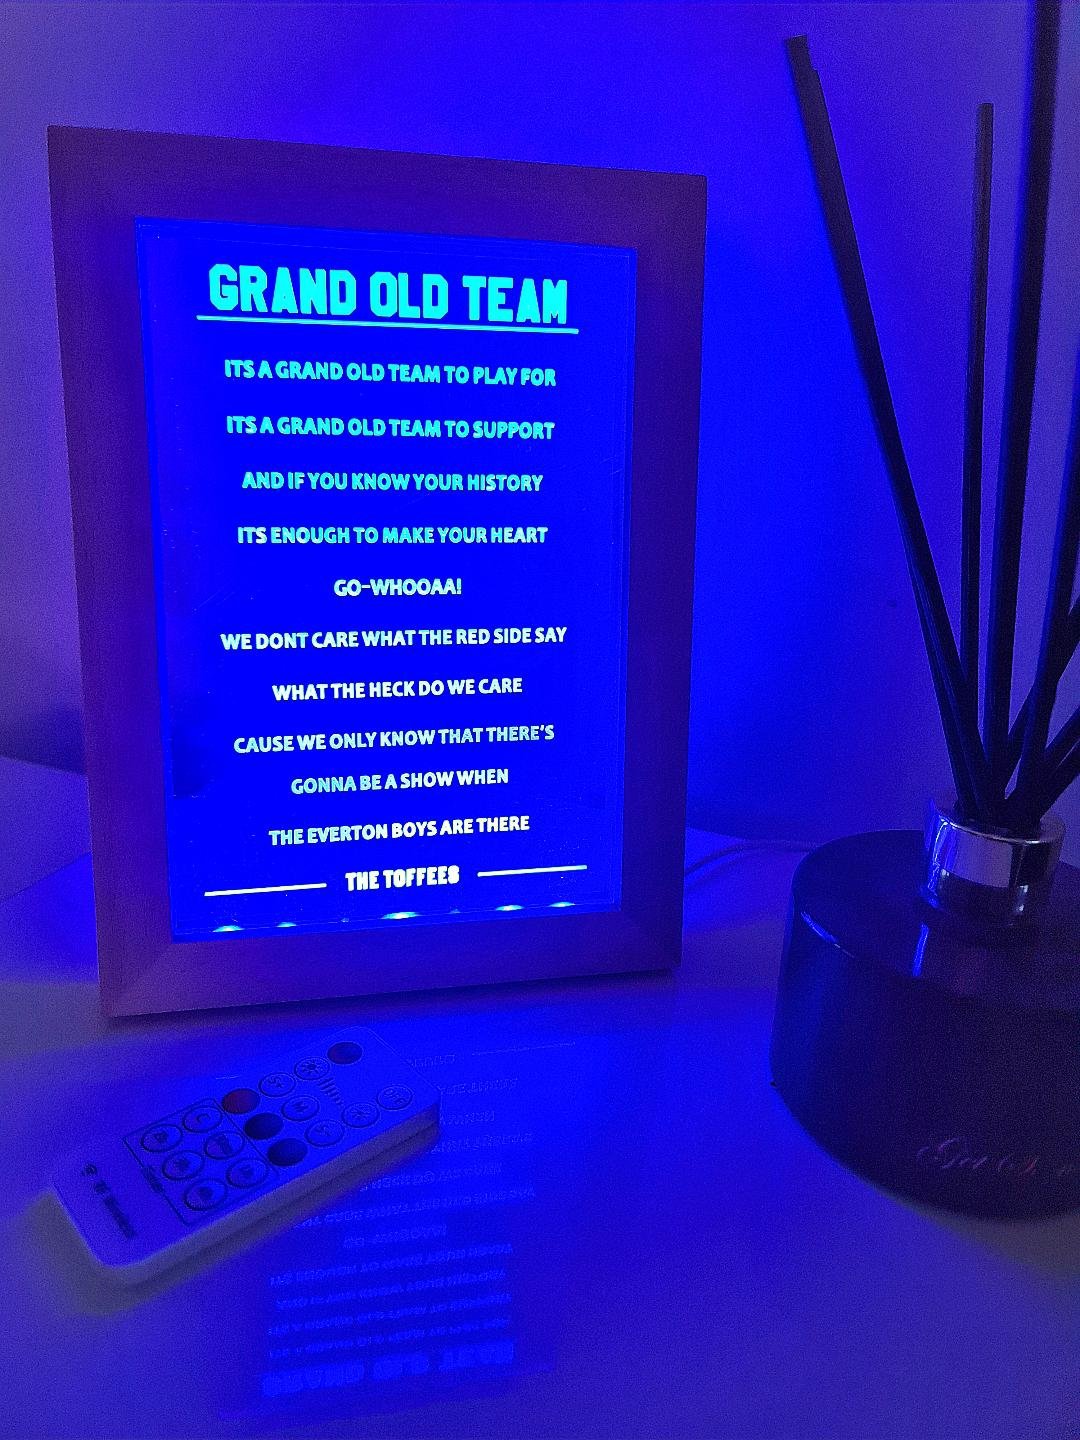 GRAND OLD TEAM
ITS A GRAND OLD TEAM TO PLAY FOR
ITS A GRAND OLD TEAM TO SUPPORT
AND IF YOU KNOW YOUR HISTORY
ITS ENOUGH TO MAKE YOUR HEART
GO-WHOOAA!
WE DONT CARE WHAT THE RED SIDE SAY
WHAT THE HECK DO WE CARE
CAUSE WE ONLY KNOW THAT THERE'S
GONNA BE A SHOW WHEN
THE EVERTON BOYS ARE THERE
THE TOFFEES